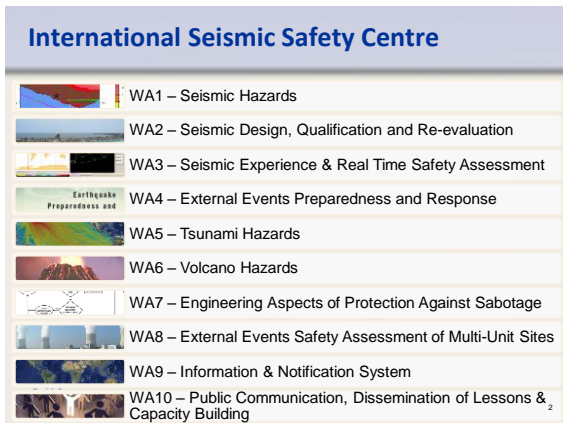 International Seismic Safety Centre
WA1 – Seismic Hazards
WA2 – Seismic Design, Qualification and Re-evaluation
WA3 – Seismic Experience & Real Time Safety Assessment
Earthquake
Preparedness and
WA4 – External Events Preparedness and Response
WA5 – Tsunami Hazards
WA6 – Volcano Hazards
WA7 – Engineering Aspects of Protection Against Sabotage
WA8 – External Events Safety Assessment of Multi-Unit Sites
WA9 – Information & Notification System
WA10 – Public Communication, Dissemination of Lessons &
Capacity Building
2